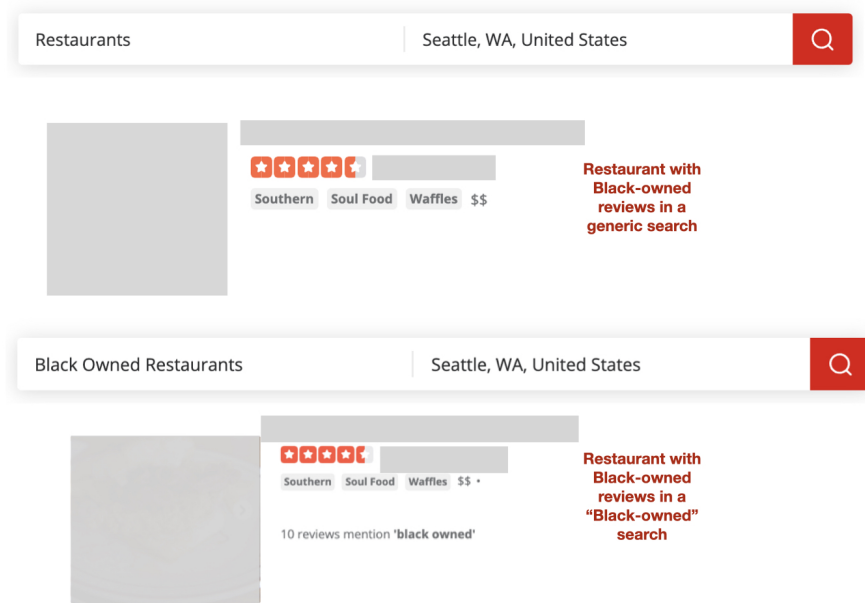 Restaurants
Seattle, WA, United States
Southern Soul Food Waffles $$
Restaurant with
Black-owned
reviews in a
generic search
Black Owned Restaurants
Seattle, WA, United States
Southern Soul Food Waffles $$ •
10 reviews mention 'black owned'
Restaurant with
Black-owned
reviews in a
“Black-owned”
search